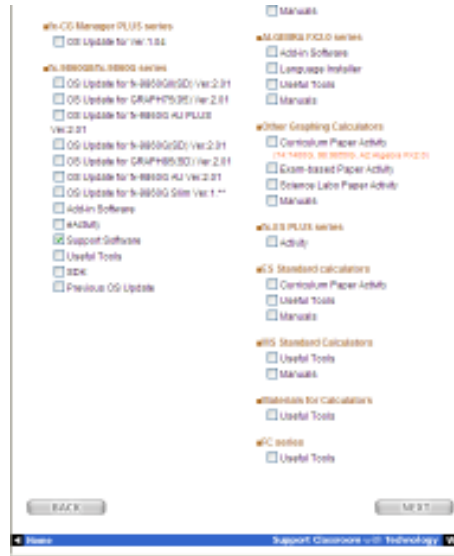 fx-CG Manager PLUS series
OS Update for Ver.1.04
fx-9860GII/fx-9860G series
OS Update for fx-9860GII(SD) Ver.2.01
OS Update for GRAPH75(95) Ver.2.01
OS Update for fx-9860G AU PLUS
Ver.2.01
OS Update for fx-9860G(SD) Ver.2.01
OS Update for GRAPH85(SD) Ver.2.01
OS Update for fx-9860G AU Ver.2.01
OS Update for fx-9860G Slim Ver.1.**
Add-in Software
eActivity
Support Software
Useful Tools
SDK
Previous OS Update
Manuals
ALGEBRA FX2.0 series
Add-in Software
Language Installer
Useful Tools
Manuals
Other Graphing Calculators
Curriculum Paper Activity
Exam-based Paper Activity
Science Labo Paper Activity
Manuals
fx-ES PLUS series
Activity
ES Standard calculators
Curriculum Paper Activity
Useful Tools
Manuals
MS Standard Calculators
Useful Tools
Manuals
Materials for Calculators
Useful Tools
FC series
Useful Tools
BACK
NEXT
Home
Support Classroom with Technology